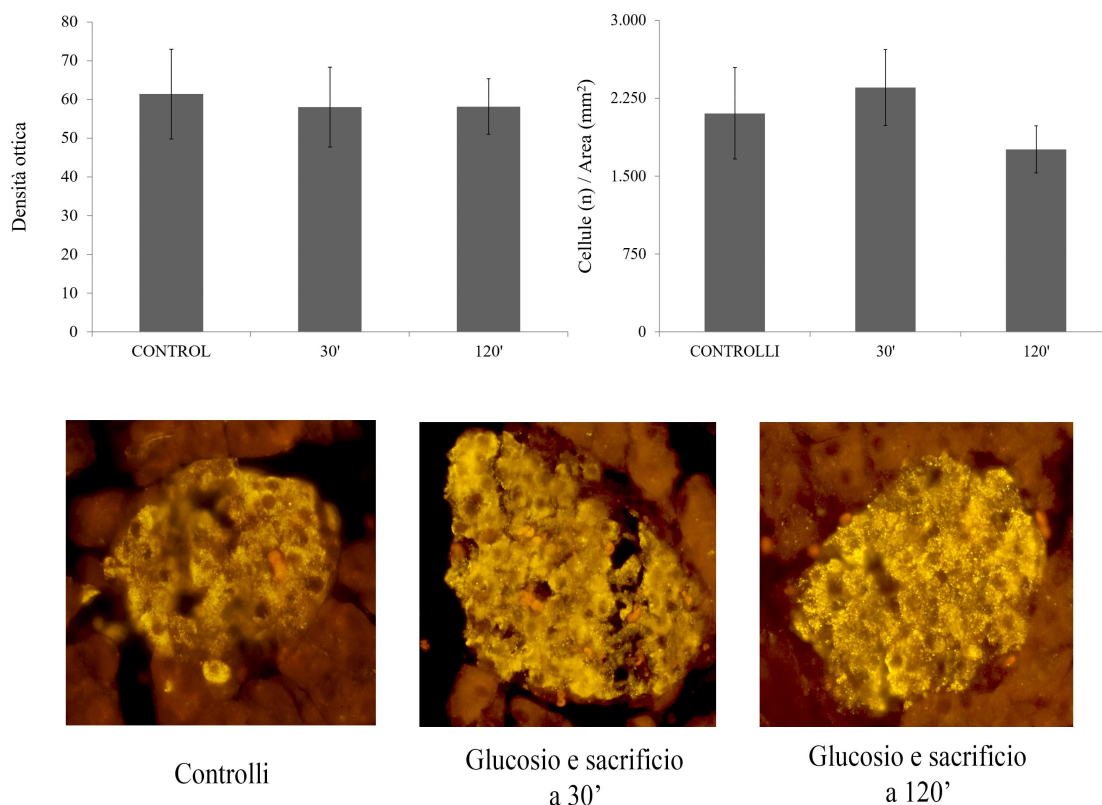 Densità ottica
80
70
60
50
40
30
20
10
0
CONTROL 30' 120'
Cellule (n) / Area (mm²)
3.000
2.250
1.500
750
0
CONTROLLI 30' 120'
Controlli
Glucosio e sacrificio
a 30’
Glucosio e sacrificio
a 120’